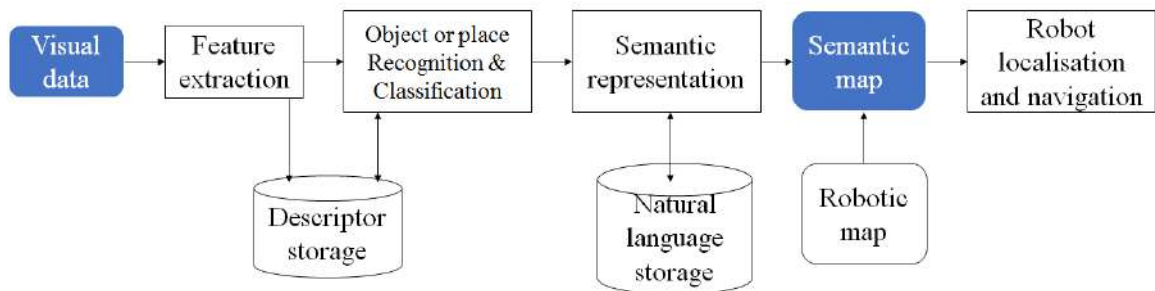 Visual
data
Feature
extraction
Object or place
Recognition &
Classification
Semantic
representation
Semantic
map
Robot
localisation
and navigation
Descriptor
storage
Natural
language
storage
Robotic
map